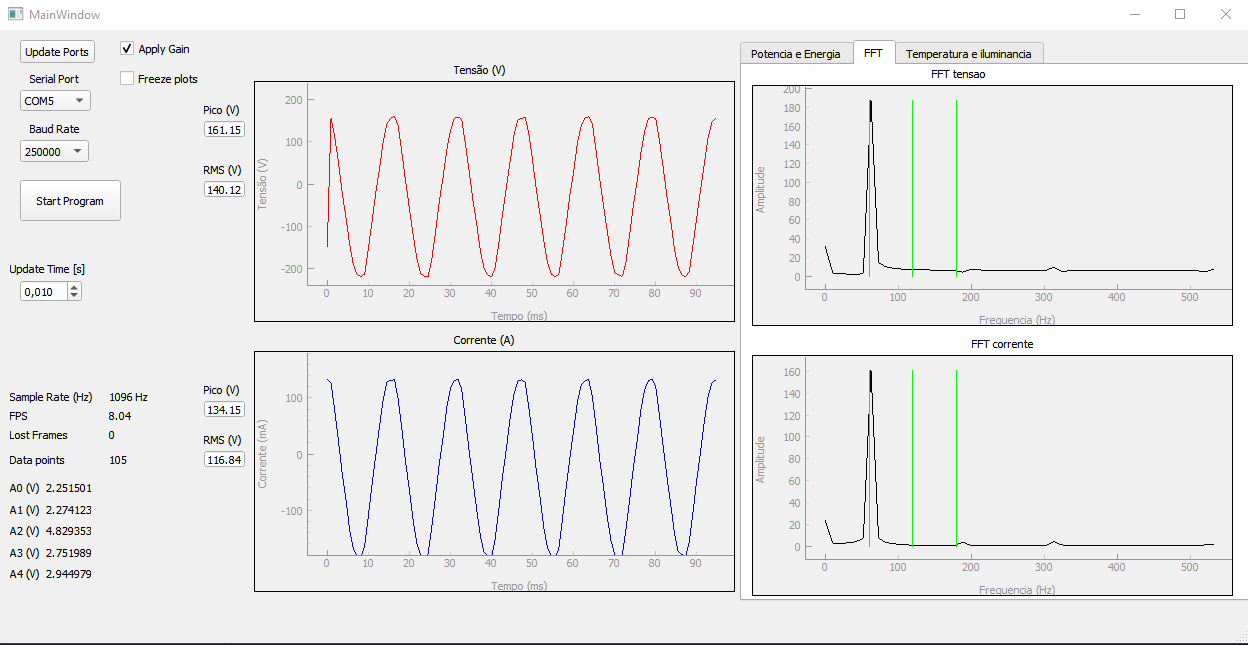 MainWindow
Update Ports
Apply Gain
Serial Port
Freeze plots
COM5
Baud Rate
250000
Start Program
Update Time [s]
0,010
Sample Rate (Hz) 1096 Hz
FPS 8.04
Lost Frames 0
Data points 105
A0 (V) 2.251501
A1 (V) 2.274123
A2 (V) 4.829353
A3 (V) 2.751989
A4 (V) 2.944979
Pico (V)
161.15
RMS (V)
140.12
Tensão (V)
200
100
0
-100
-200
Tensão (V)
0 10 20 30 40 50 60 70 80 90
Tempo (ms)
Pico (V)
134.15
RMS (V)
116.84
Corrente (A)
100
0
-100
Corrente (mA)
0 10 20 30 40 50 60 70 80 90
Tempo (ms)
Potencia e Energia FFT Temperatura e iluminancia
FFT tensao
200
180
160
140
120
100
80
60
40
20
0
Amplitude
0 100 200 300 400 500
Frequencia (Hz)
FFT corrente
160
140
120
100
80
60
40
20
0
Amplitude
0 100 200 300 400 500
Frequencia (Hz)